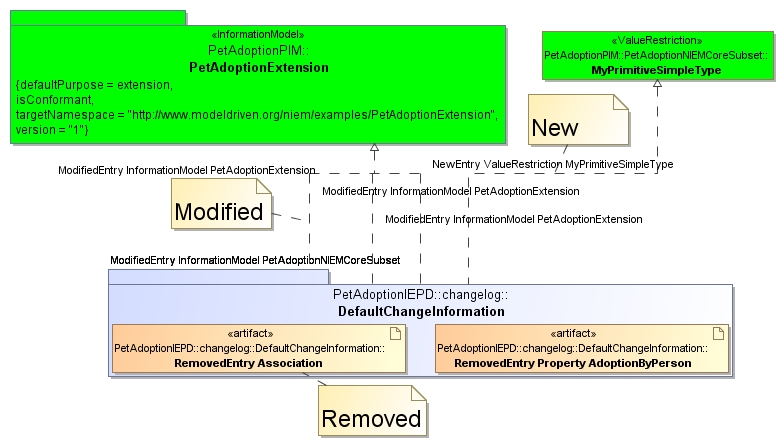 «InformationModel»
PetAdoptionPIM::
PetAdoptionExtension
{defaultPurpose = extension,
isConformant,
targetNamespace = "http://www.modeldriven.org/niem/examples/PetAdoptionExtension",
version = "1"}
«ValueRestriction»
PetAdoptionPIM::PetAdoptionNIEMCoreSubset::
MyPrimitiveSimpleType
New
ModifiedEntry InformationModel PetAdoptionExtension
NewEntry ValueRestriction MyPrimitiveSimpleType
ModifiedEntry InformationModel PetAdoptionExtension
Modified
ModifiedEntry InformationModel PetAdoptionExtension
ModifiedEntry InformationModel PetAdoptionNIEMCoreSubset
PetAdoptionIEPD::changelog::
DefaultChangeInformation
«artifact»
PetAdoptionIEPD::changelog::DefaultChangeInformation::
RemovedEntry Association
«artifact»
PetAdoptionIEPD::changelog::DefaultChangeInformation::
RemovedEntry Property AdoptionByPerson
Removed